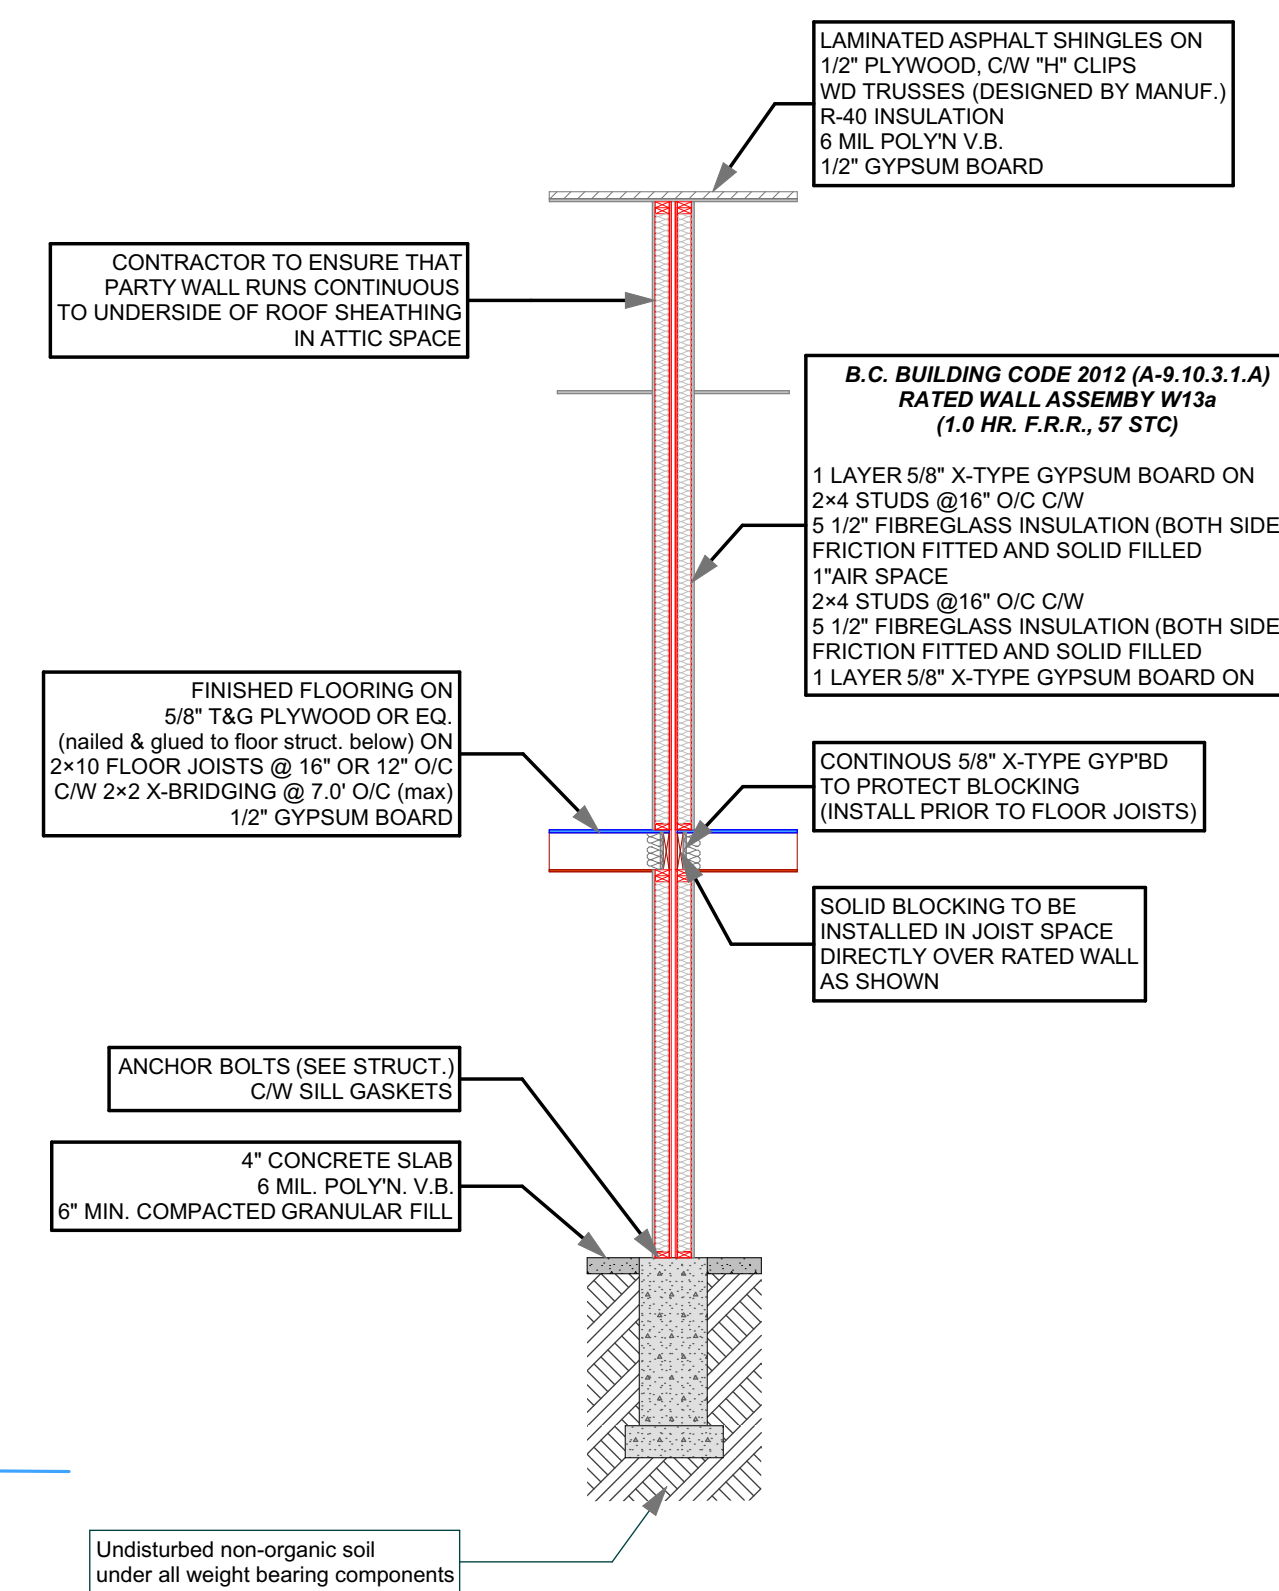 LAMINATED ASPHALT SHINGLES ON
1/2" PLYWOOD, C/W "H" CLIPS
WD TRUSSES (DESIGNED BY MANUF.)
R-40 INSULATION
6 MIL POLY'N V.B.
1/2" GYPSUM BOARD
CONTRACTOR TO ENSURE THAT
PARTY WALL RUNS CONTINUOUS
TO UNDERSIDE OF ROOF SHEATHING
IN ATTIC SPACE
B.C. BUILDING CODE 2012 (A-9.10.3.1.A)
RATED WALL ASSEMBY W13a
(1.0 HR. F.R.R., 57 STC)
1 LAYER 5/8" X-TYPE GYPSUM BOARD ON
2×4 STUDS @16" O/C C/W
5 1/2" FIBREGLASS INSULATION (BOTH SIDE
FRICTION FITTED AND SOLID FILLED
1"AIR SPACE
2×4 STUDS @16" O/C C/W
5 1/2" FIBREGLASS INSULATION (BOTH SIDE
FRICTION FITTED AND SOLID FILLED
1 LAYER 5/8" X-TYPE GYPSUM BOARD ON
FINISHED FLOORING ON
5/8" T&G PLYWOOD OR EQ.
(nailed & glued to floor struct. below) ON
2×10 FLOOR JOISTS @ 16" OR 12" O/C
C/W 2×2 X-BRIDGING @ 7.0' O/C (max)
1/2" GYPSUM BOARD
CONTINOUS 5/8" X-TYPE GYP'BD
TO PROTECT BLOCKING
(INSTALL PRIOR TO FLOOR JOISTS)
SOLID BLOCKING TO BE
INSTALLED IN JOIST SPACE
DIRECTLY OVER RATED WALL
AS SHOWN
ANCHOR BOLTS (SEE STRUCT.)
C/W SILL GASKETS
4" CONCRETE SLAB
6 MIL. POLY'N. V.B.
6" MIN. COMPACTED GRANULAR FILL
Undisturbed non-organic soil
under all weight bearing components